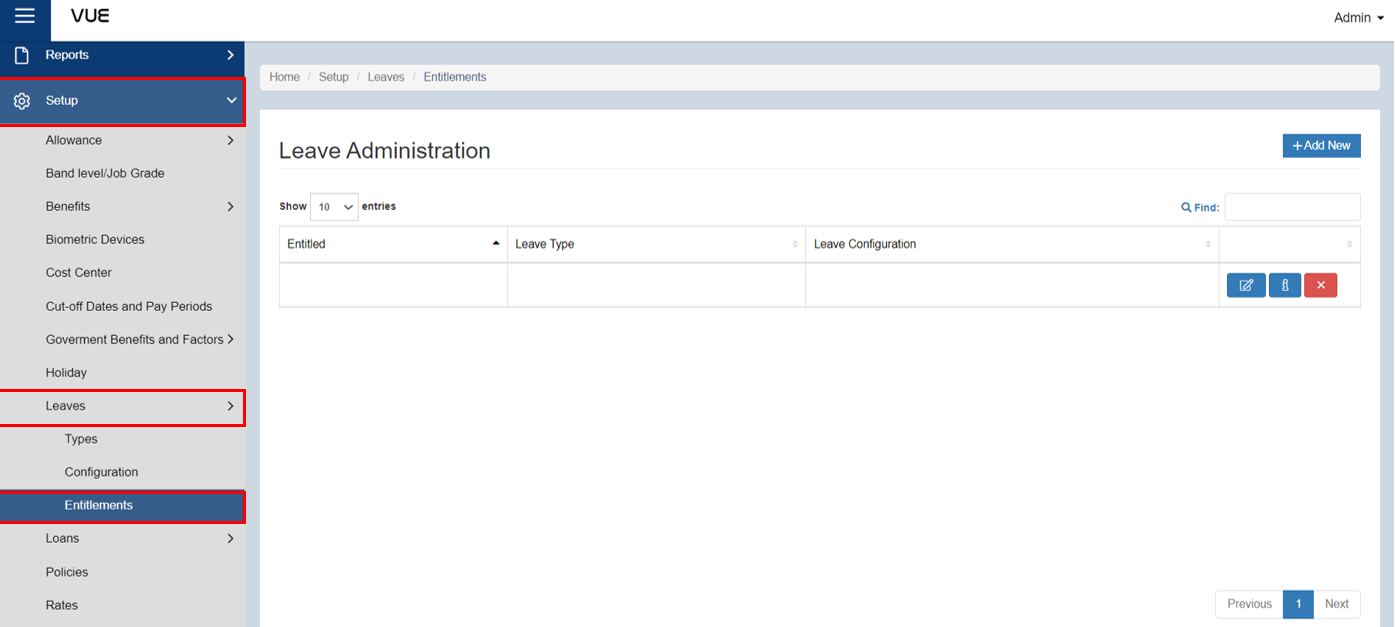 VUE
Admin
Reports
Home / Setup / Leaves / Entitlements
Setup
Allowance
Band level/Job Grade
Benefits
Biometric Devices
Cost Center
Cut-off Dates and Pay Periods
Goverment Benefits and Factors
Holiday
Leaves
Types
Configuration
Entitlements
Loans
Policies
Rates
Leave Administration
+ Add New
Show 10 entries
Find:
Entitled Leave Type Leave Configuration
Previous 1 Next